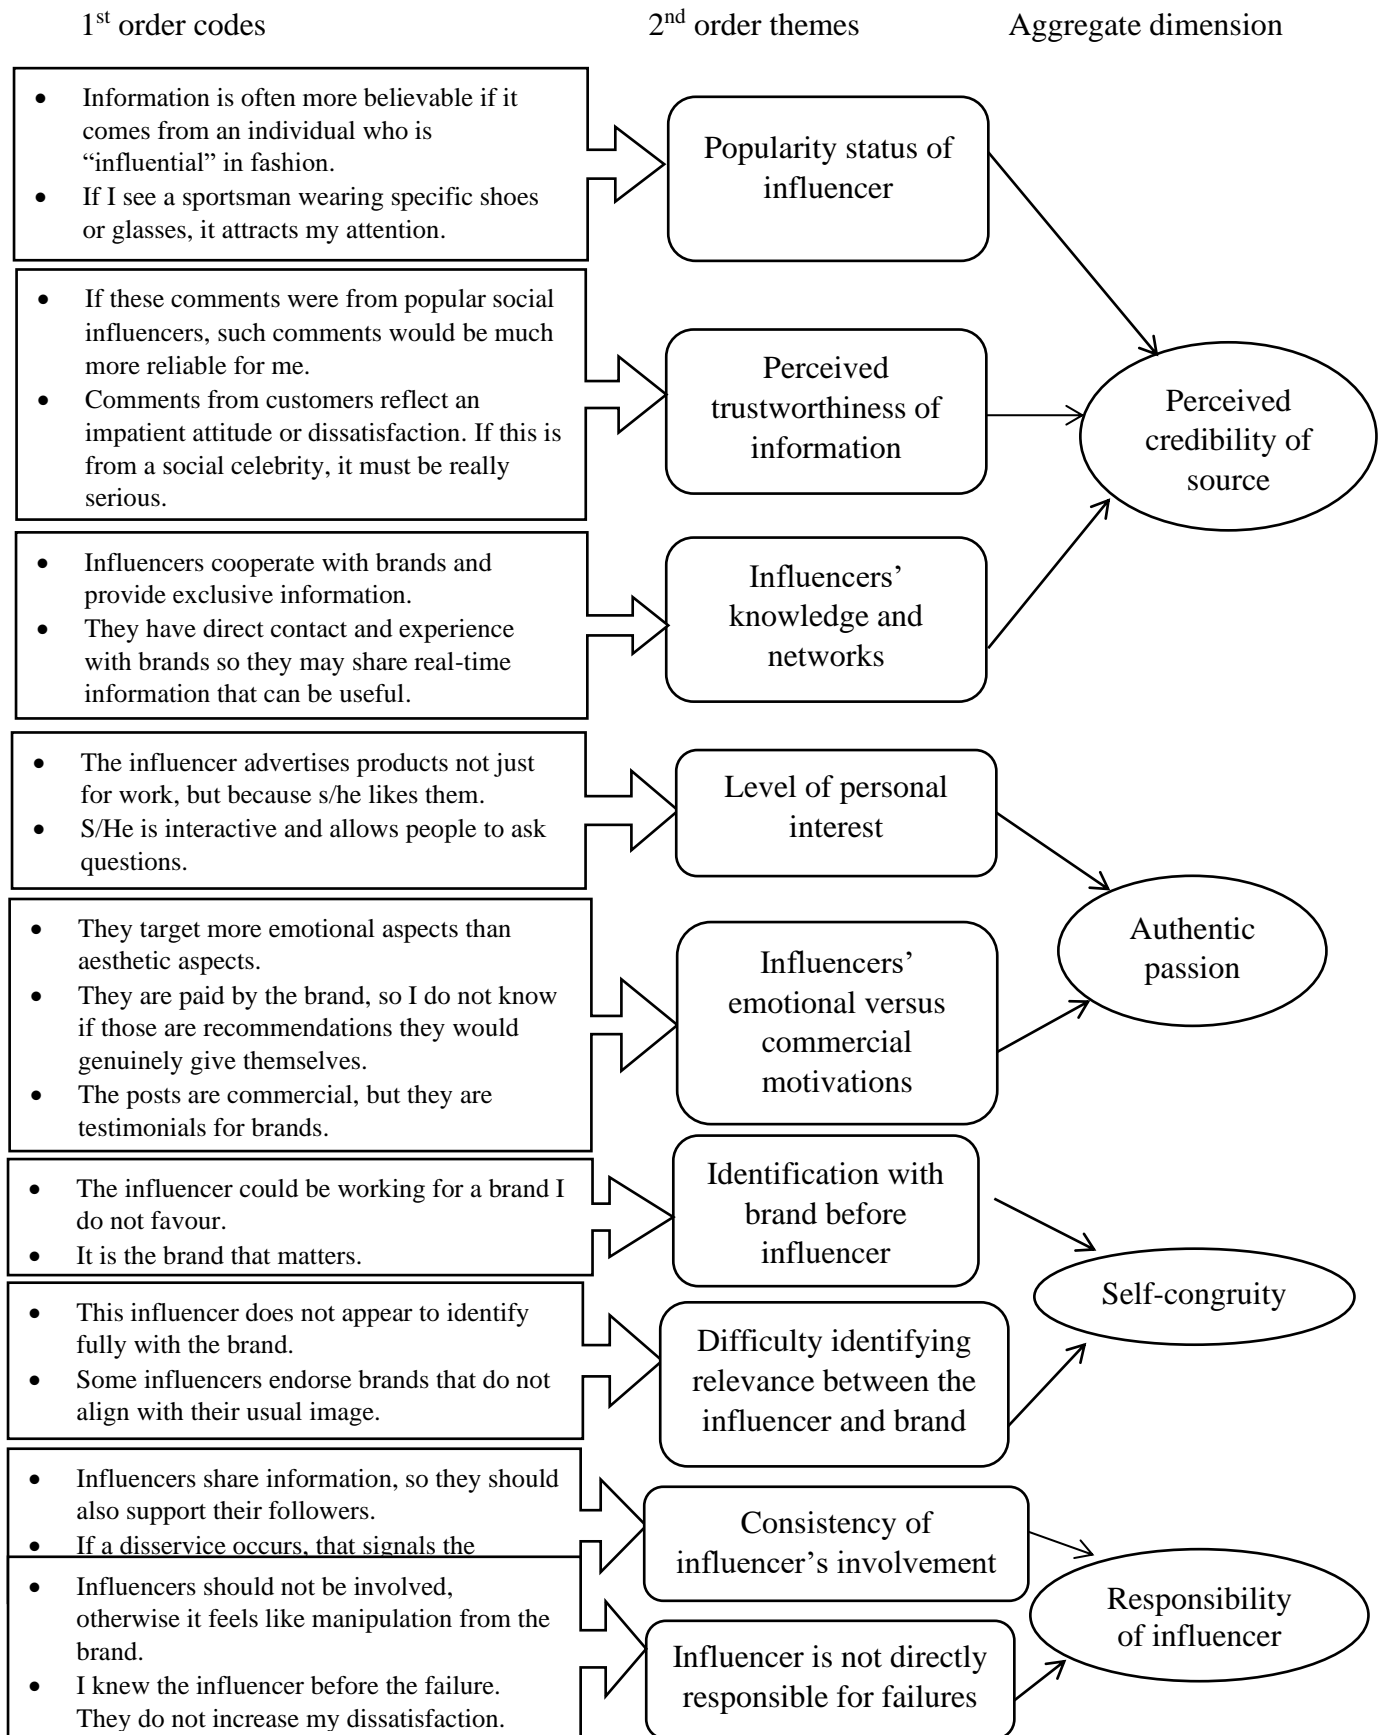 1st order codes
2nd order themes
Aggregate dimension
• Information is often more believable if it
comes from an individual who is
“influential” in fashion.
• If I see a sportsman wearing specific shoes
or glasses, it attracts my attention.
Popularity status of
influencer
• If these comments were from popular social
influencers, such comments would be much
more reliable for me.
• Comments from customers reflect an
impatient attitude or dissatisfaction. If this is
from a social celebrity, it must be really
serious.
Perceived
trustworthiness of
information
Perceived
credibility of
source
• Influencers cooperate with brands and
provide exclusive information.
• They have direct contact and experience
with brands so they may share real-time
information that can be useful.
Influencers’
knowledge and
networks
• The influencer advertises products not just
for work, but because s/he likes them.
• S/He is interactive and allows people to ask
questions.
Level of personal
interest
• They target more emotional aspects than
aesthetic aspects.
• They are paid by the brand, so I do not know
if those are recommendations they would
genuinely give themselves.
• The posts are commercial, but they are
testimonials for brands.
Influencers’
emotional versus
commercial
motivations
Authentic
passion
• The influencer could be working for a brand I
do not favour.
• It is the brand that matters.
Identification with
brand before
influencer
• This influencer does not appear to identify
fully with the brand.
• Some influencers endorse brands that do not
align with their usual image.
Difficulty identifying
relevance between the
influencer and brand
Self-congruity
• Influencers share information, so they should
also support their followers.
• If a disservice occurs, that signals the
Consistency of
influencer’s involvement
• Influencers should not be involved,
otherwise it feels like manipulation from the
brand.
• I knew the influencer before the failure.
They do not increase my dissatisfaction.
Influencer is not directly
responsible for failures
Responsibility
of influencer